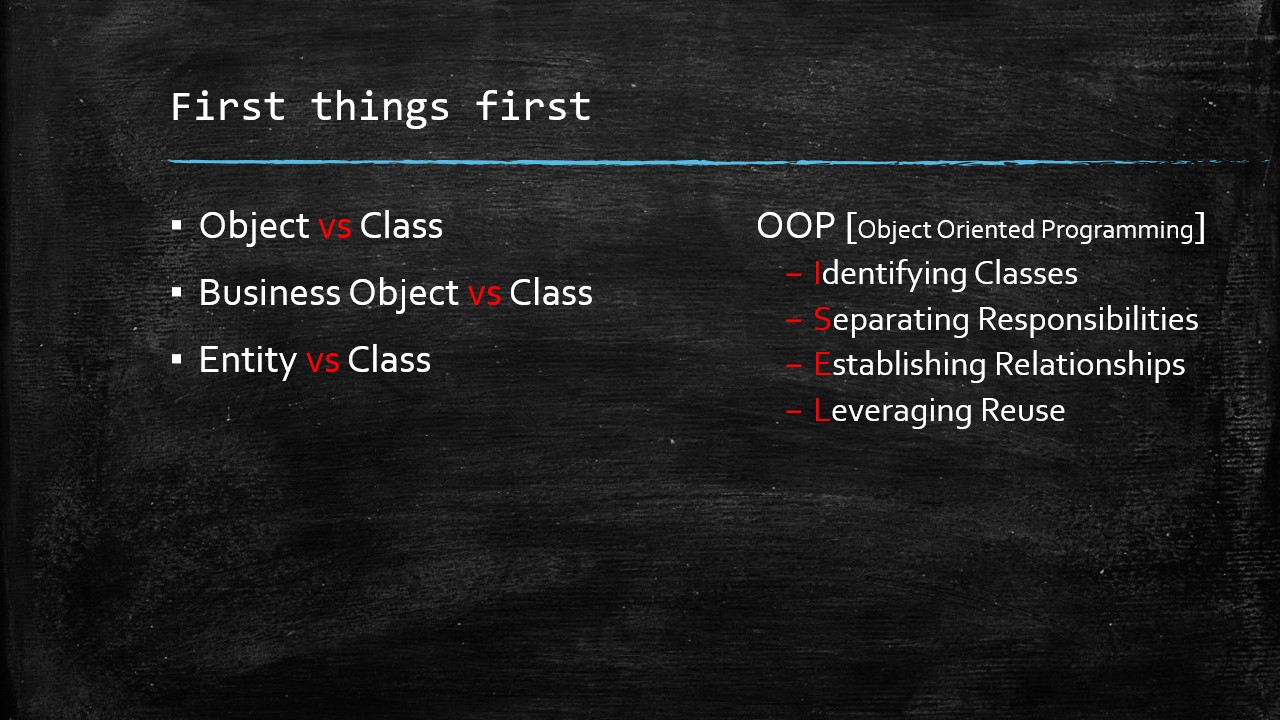 First things first
▪ Object vs Class
▪ Business Object vs Class
▪ Entity vs Class
OOP [Object Oriented Programming]
– Identifying Classes
– Separating Responsibilities
– Establishing Relationships
– Leveraging Reuse